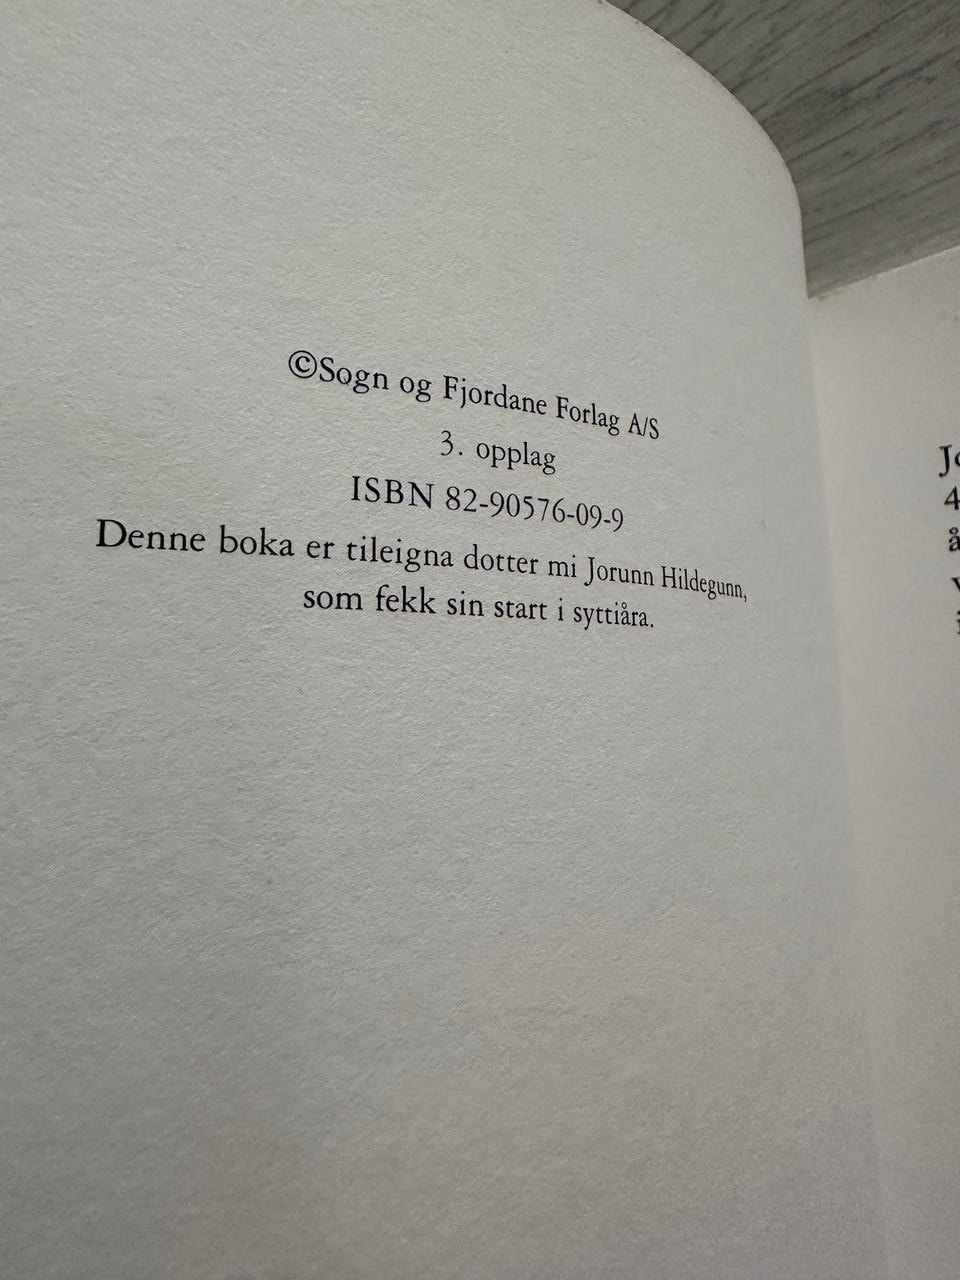 ©Sogn og Fjordane Forlag A/S
3. opplag
ISBN 82-90576-09-9
Denne boka er tileigna dotter mi Jorunn Hildegunn,
som fekk sin start i syttiåra.